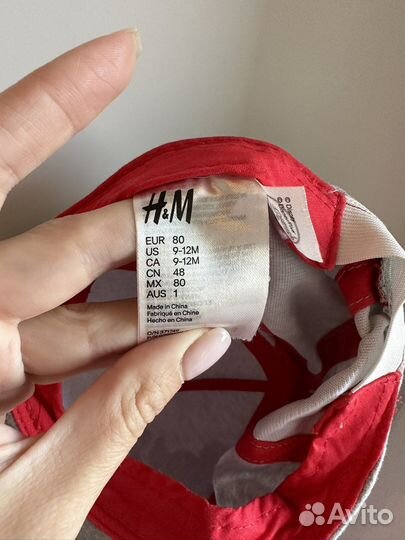 H&M
EUR 80
US 9-12M
CA 9-12M
CN 48
MX 80
AUS 1
Made in China
Fabriqué en Chine
Hecho en China
Avito